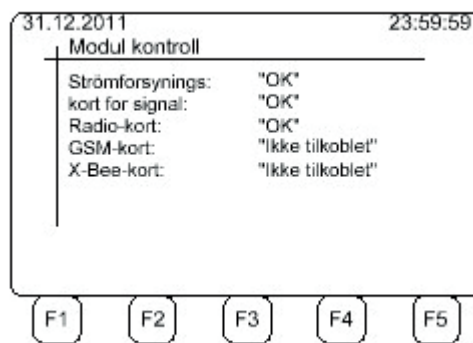 31.12.2011 23:59:59
Modul kontroll
Strömforsynings: "OK"
kort for signal: "OK"
Radio-kort: "OK"
GSM-kort: "Ikke tilkoblet"
X-Bee-kort: "Ikke tilkoblet"
F1 F2 F3 F4 F5